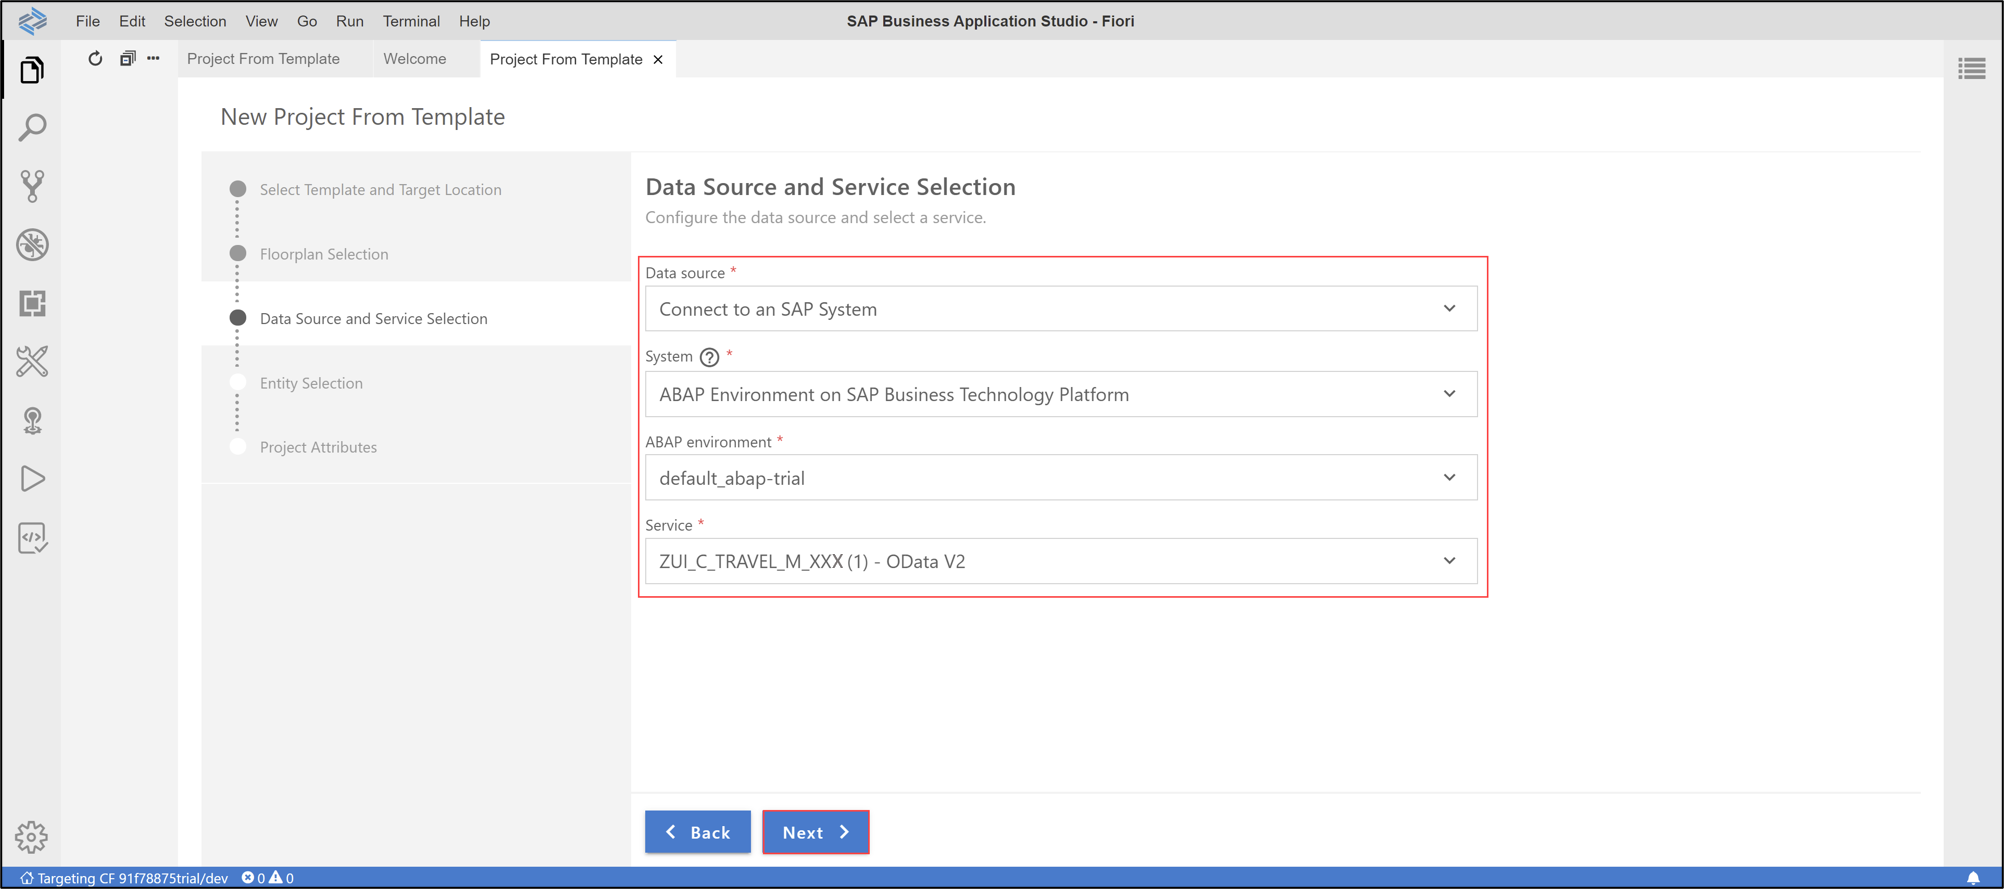 File Edit Selection View Go Run Terminal Help
SAP Business Application Studio - Fiori
Project From Template
Welcome
Project From Template
New Project From Template
Select Template and Target Location
Floorplan Selection
Data Source and Service Selection
Entity Selection
Project Attributes
Data Source and Service Selection
Configure the data source and select a service.
Data source *
Connect to an SAP System
System ? *
ABAP Environment on SAP Business Technology Platform
ABAP environment *
default_abap-trial
Service *
ZUI_C_TRAVEL_M_XXX (1) - OData V2
Back
Next
Targeting CF 91f78875trial/dev 0 0